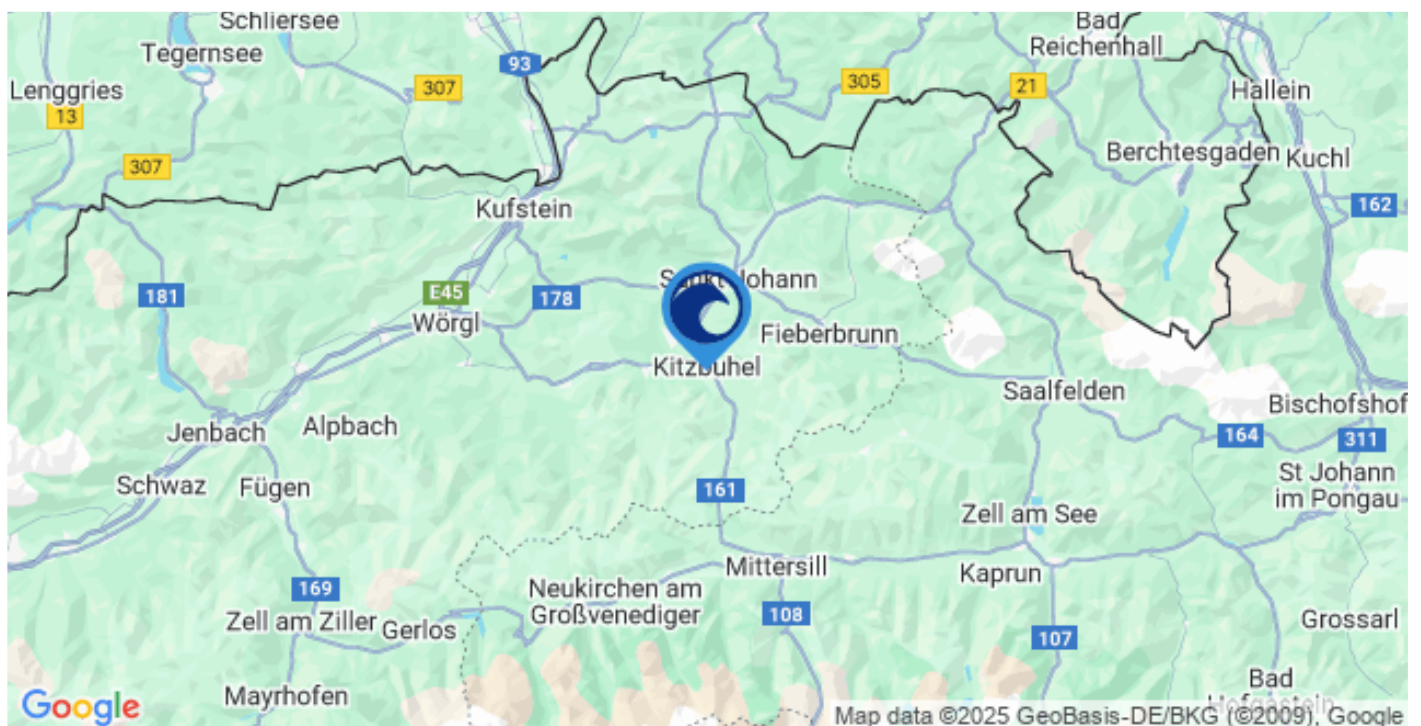 Schliersee
Tegernsee
Bad
Reichenhall
93
305
21
307
Lenggries
13
Hallein
307
Berchtesgaden
Kuchl
162
Kufstein
Sankt Johann
181
E45
178
Wörgl
Fieberbrunn
Kitzbühel
Saalfelden
Bischofshof
Jenbach
Alpbach
164
311
Schwaz
Fügen
161
St Johann
im Pongau
Zell am See
Mittersill
Kaprun
169
Neukirchen am
Großvenediger
108
Zell am Ziller
Gerlos
107
Grossarl
Mayrhofen
Bad
Hofgastein
Google
Map data ©2025 GeoBasis-DE/BKG (©2009), Google